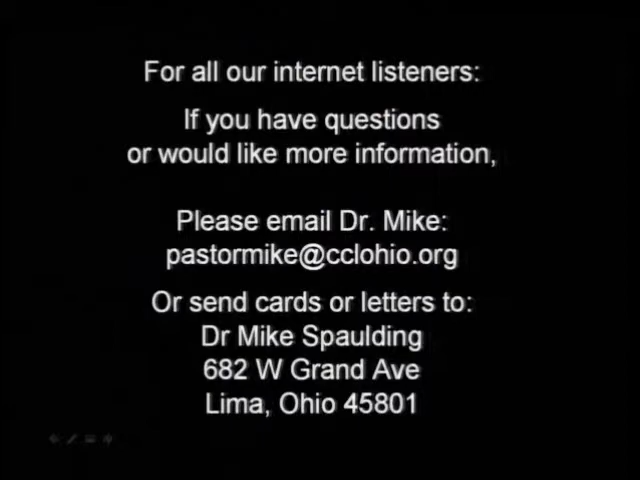 For all our internet listeners:
If you have questions
or would like more information,
Please email Dr. Mike:
pastormike@cclohio.org
Or send cards or letters to:
Dr Mike Spaulding
682 W Grand Ave
Lima, Ohio 45801